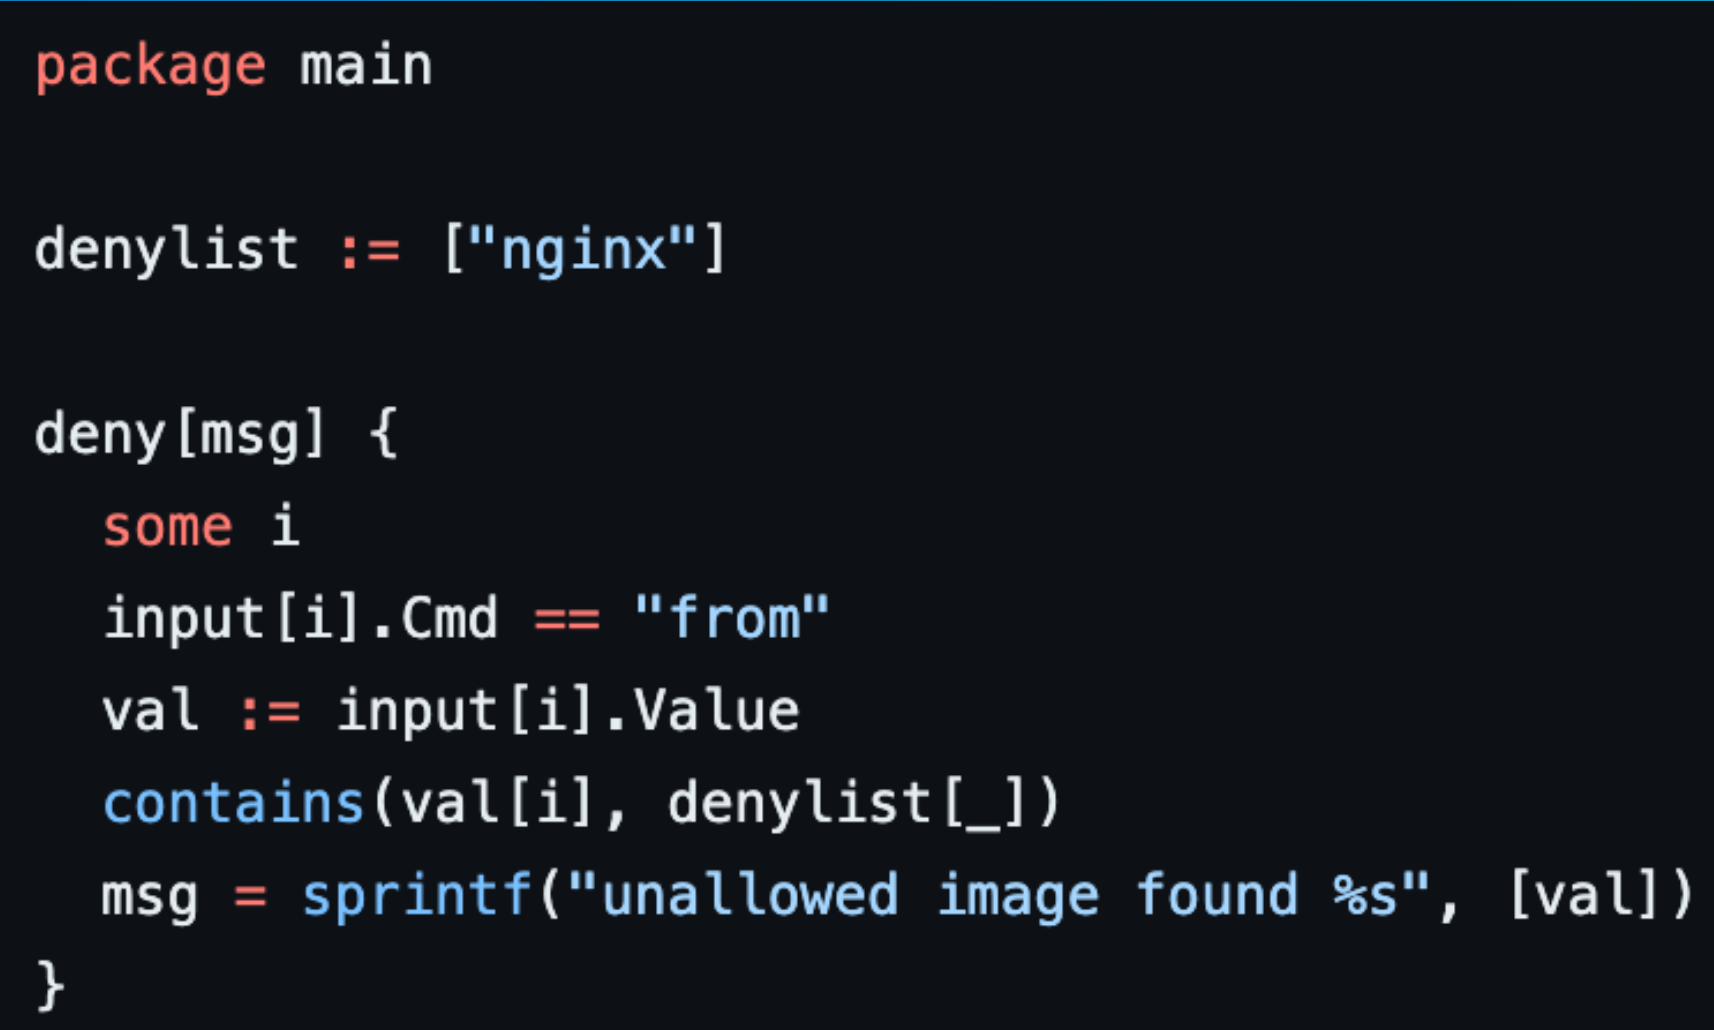 package main
denylist := ["nginx"]
deny[msg] {
  some i
  input[i].Cmd == "from"
  val := input[i].Value
  contains(val[i], denylist[_])
  msg = sprintf("unallowed image found %s", [val])
}